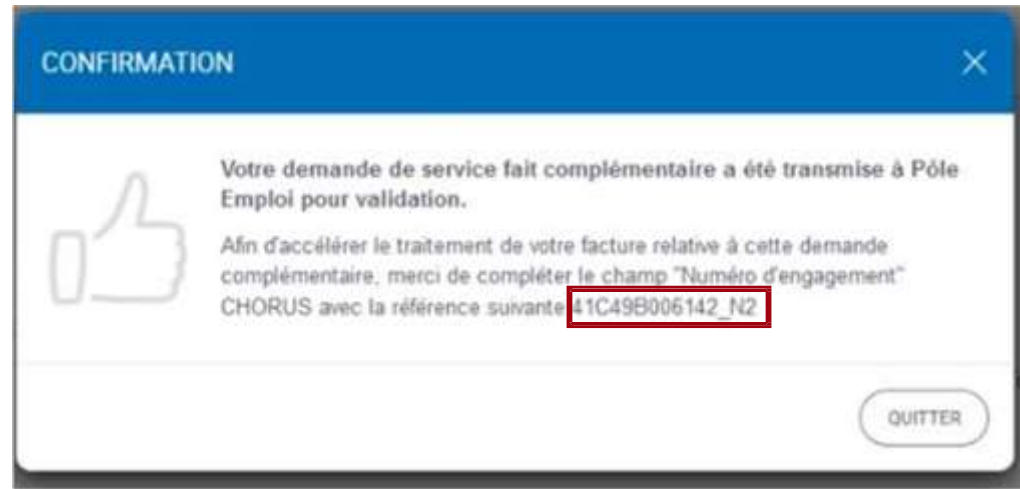 CONFIRMATION
Votre demande de service fait complémentaire a été transmise à Pôle
Emploi pour validation.
Afin d'accélérer le traitement de votre facture relative à cette demande
complémentaire, merci de compléter le champ "Numéro d'engagement"
CHORUS avec la référence suivante 41C49B006142_N2
QUITTER